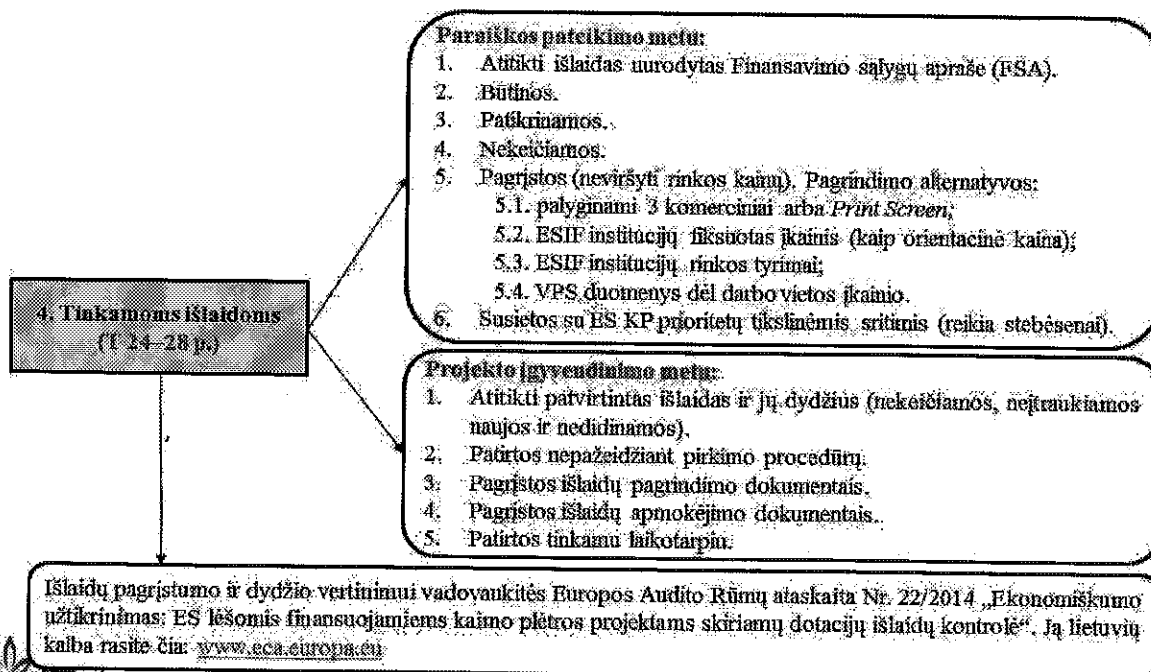 Paraiškos pateikimo metu:
1. Atitikti išlaidas nurodytas Finansavimo sąlygų apraše (FSA).
2. Būtinos.
3. Patikrinamos.
4. Nekeičiamos.
5. Pagrįstos (neviršyti rinkos kainų). Pagrindimo alternatyvos:
5.1. palyginami 3 komerciniai arba Print Screen;
5.2. ESIF institucijų fiksuotas įkainis (kaip orientacinė kaina);
5.3. ESIF institucijų rinkos tyrimai;
5.4. VPS duomenys dėl darbo vietos įkainio.
6. Susietos su ES KP prioritetų tikslinėmis sritimis (reikia stebėsenai).
4. Tinkamoms išlaidoms
(T 24–28 p.)
Projekto įgyvendinimo metu:
1. Atitikti patvirtintas išlaidas ir jų dydžius (nekeičiamos, neįtraukiamos
naujos ir nedidinamos).
2. Patirtos nepažeidžiant pirkimo procedūrų.
3. Pagrįstos išlaidų pagrindimo dokumentais.
4. Pagrįstos išlaidų apmokėjimo dokumentais.
5. Patirtos tinkamu laikotarpiu.
Išlaidų pagrįstumo ir dydžio vertinimui vadovaukitės Europos Audito Rūmų ataskaita Nr. 22/2014 „Ekonomiškumo
užtikrinimas: ES lėšomis finansuojamiems kaimo plėtros projektams skiriamų dotacijų išlaidų kontrolė“. Ją lietuvių
kalba rasite čia: www.eca.europa.eu